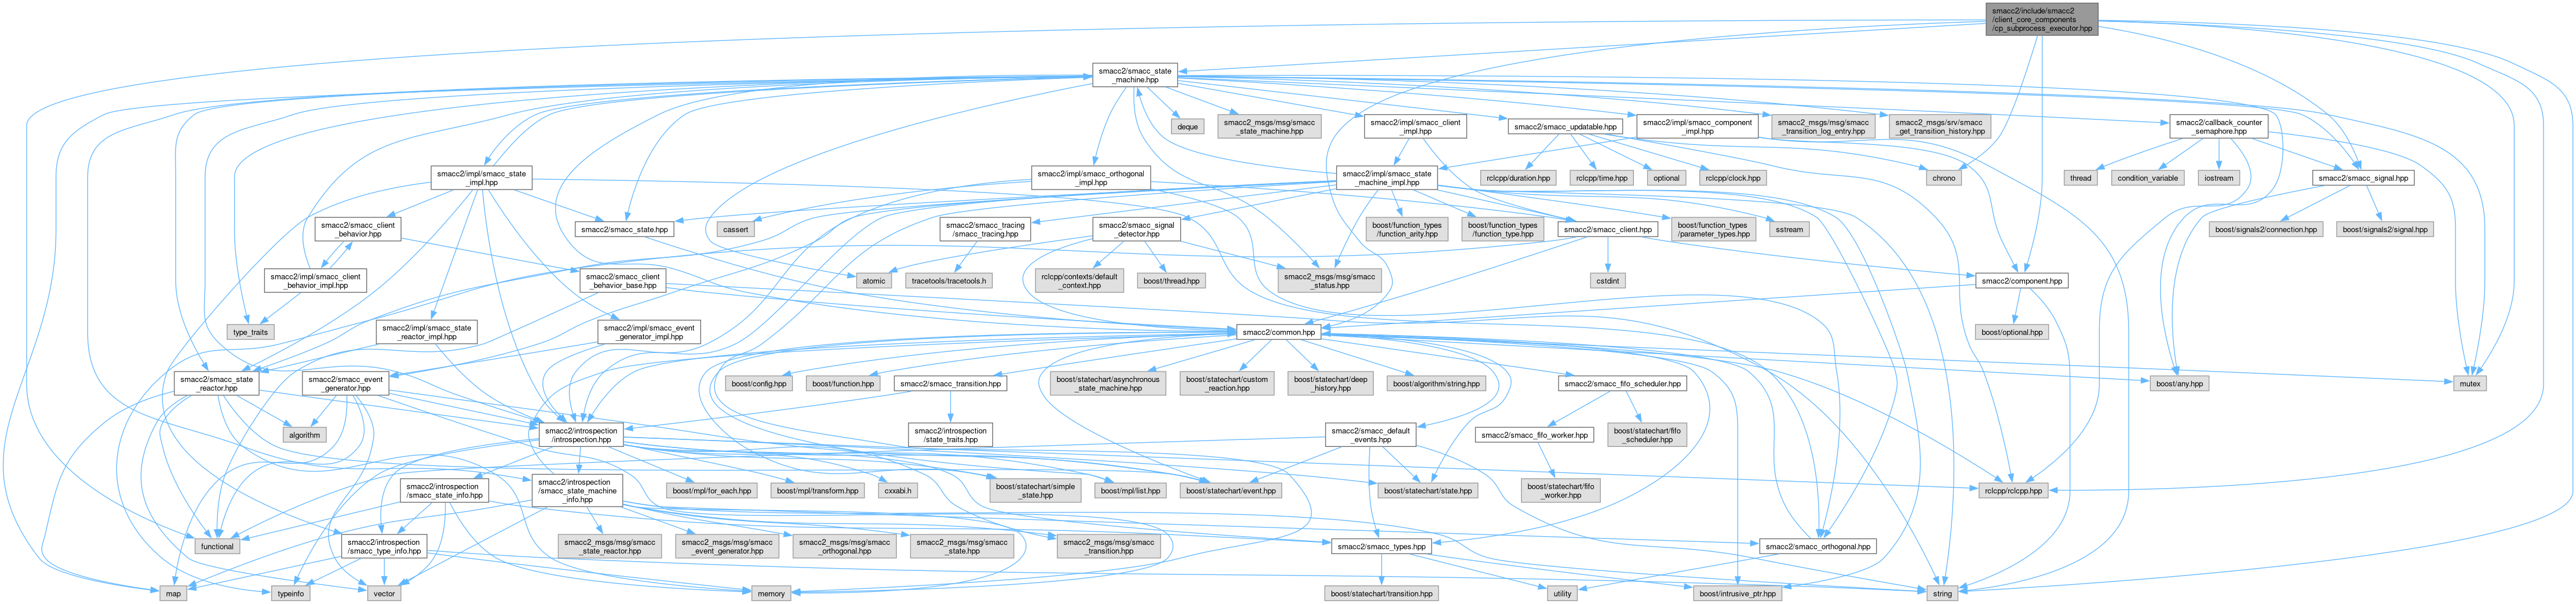 smacc2/include/smacc2
/client_core_components
/cp_subprocess_executor.hpp
smacc2/smacc_state
_machine.hpp
deque
smacc2_msgs/msg/smacc
_state_machine.hpp
smacc2/impl/smacc_client
_impl.hpp
smacc2/smacc_updatable.hpp
smacc2/impl/smacc_component
_impl.hpp
smacc2_msgs/msg/smacc
_transition_log_entry.hpp
smacc2_msgs/srv/smacc
_get_transition_history.hpp
smacc2/callback_counter
_semaphore.hpp
smacc2/impl/smacc_state
_impl.hpp
smacc2/impl/smacc_orthogonal
_impl.hpp
smacc2/impl/smacc_state
_machine_impl.hpp
rclcpp/duration.hpp
rclcpp/time.hpp
optional
rclcpp/clock.hpp
chrono
thread
condition_variable
iostream
smacc2/smacc_signal.hpp
smacc2/smacc_client
_behavior.hpp
smacc2/smacc_state.hpp
cassert
smacc2/smacc_tracing
/smacc_tracing.hpp
smacc2/smacc_signal
_detector.hpp
boost/function_types
/function_arity.hpp
boost/function_types
/function_type.hpp
smacc2/smacc_client.hpp
boost/function_types
/parameter_types.hpp
sstream
boost/signals2/connection.hpp
boost/signals2/signal.hpp
smacc2/impl/smacc_client
_behavior_impl.hpp
smacc2/smacc_client
_behavior_base.hpp
atomic
tracetools/tracetools.h
rclcpp/contexts/default
_context.hpp
boost/thread.hpp
smacc2_msgs/msg/smacc
_status.hpp
cstdint
smacc2/component.hpp
type_traits
smacc2/impl/smacc_state
_reactor_impl.hpp
smacc2/impl/smacc_event
_generator_impl.hpp
smacc2/common.hpp
boost/optional.hpp
smacc2/smacc_state
_reactor.hpp
smacc2/smacc_event
_generator.hpp
boost/config.hpp
boost/function.hpp
smacc2/smacc_transition.hpp
boost/statechart/asynchronous
_state_machine.hpp
boost/statechart/custom
_reaction.hpp
boost/statechart/deep
_history.hpp
boost/algorithm/string.hpp
smacc2/smacc_fifo_scheduler.hpp
boost/any.hpp
mutex
algorithm
smacc2/introspection
/introspection.hpp
smacc2/introspection
/state_traits.hpp
smacc2/smacc_default
_events.hpp
smacc2/smacc_fifo_worker.hpp
boost/statechart/fifo
_scheduler.hpp
smacc2/introspection
/smacc_state_info.hpp
smacc2/introspection
/smacc_state_machine
_info.hpp
boost/mpl/for_each.hpp
boost/mpl/transform.hpp
cxxabi.h
boost/statechart/simple
_state.hpp
boost/mpl/list.hpp
boost/statechart/event.hpp
boost/statechart/state.hpp
boost/statechart/fifo
_worker.hpp
rclcpp/rclcpp.hpp
functional
smacc2/introspection
/smacc_type_info.hpp
smacc2_msgs/msg/smacc
_state_reactor.hpp
smacc2_msgs/msg/smacc
_event_generator.hpp
smacc2_msgs/msg/smacc
_orthogonal.hpp
smacc2_msgs/msg/smacc
_state.hpp
smacc2_msgs/msg/smacc
_transition.hpp
smacc2/smacc_types.hpp
smacc2/smacc_orthogonal.hpp
map
typeinfo
vector
memory
boost/statechart/transition.hpp
utility
boost/intrusive_ptr.hpp
string